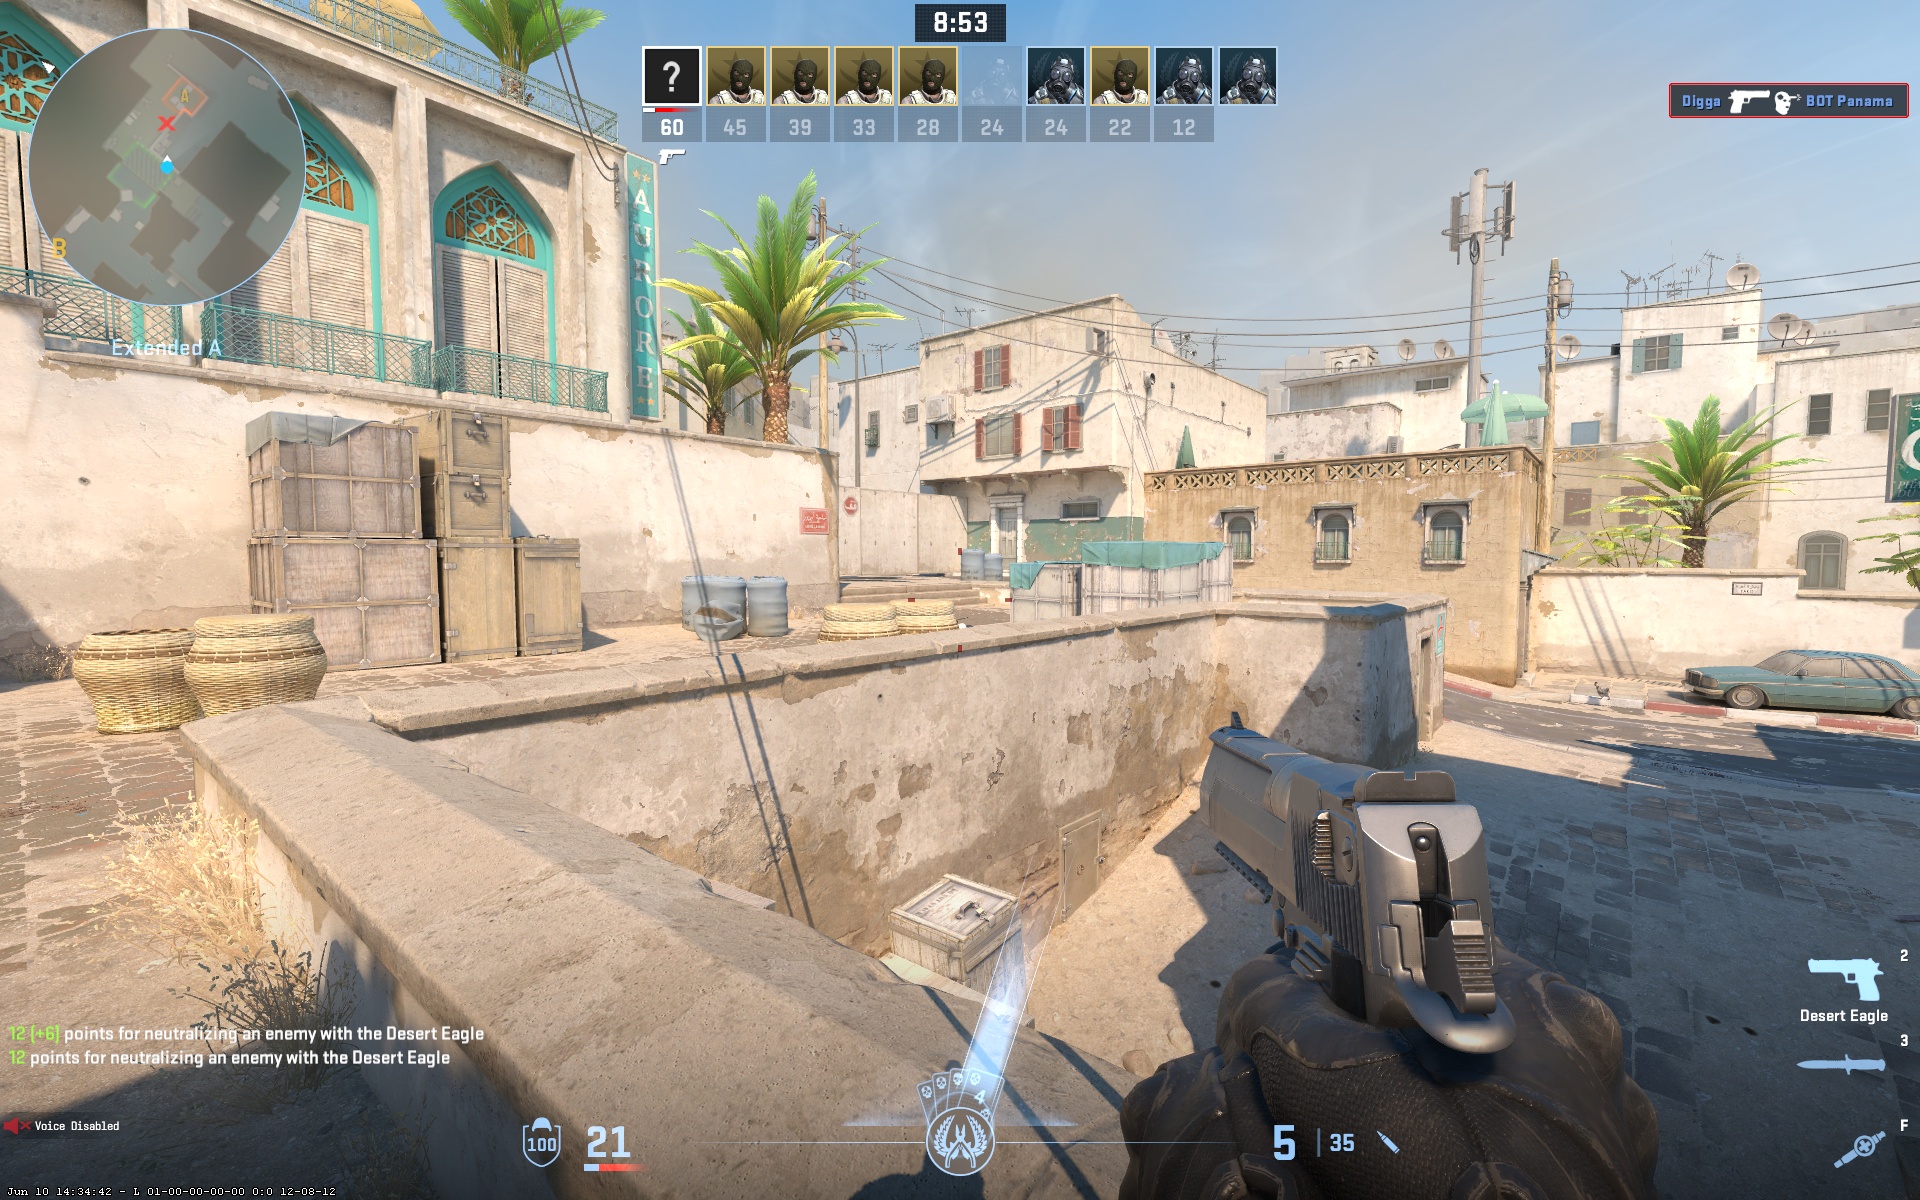 8:53
?
60 45 39 33 28 24 24 22 12
Digga BOT Panama
A
B
Extended A
AURORE
12 (+6) points for neutralizing an enemy with the Desert Eagle
12 points for neutralizing an enemy with the Desert Eagle
Voice Disabled
100 21
4
5 | 35
2
Desert Eagle
3
F
Jun 10 14:34:42 - L 01-00-00-00-00 0:0 12-08-12